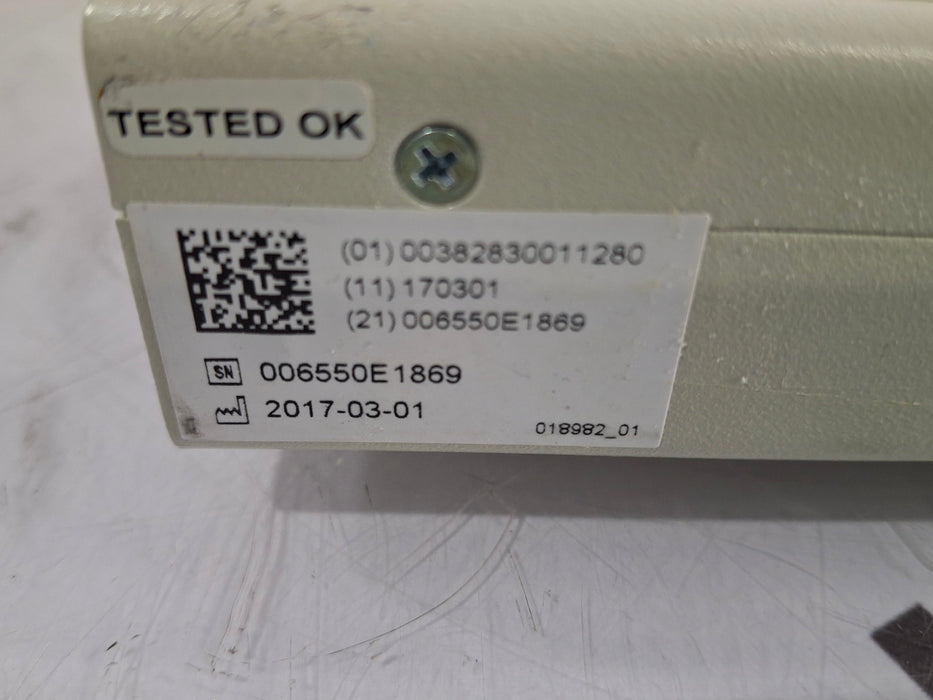 TESTED OK
(01) 00382830011280
(11) 170301
(21) 006550E1869
SN 006550E1869
2017-03-01
018982_01